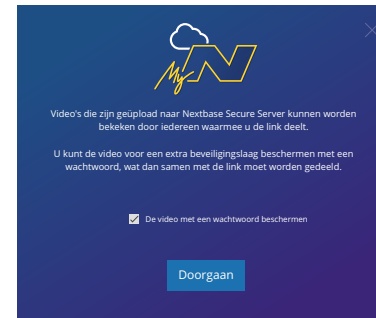 My N
Video's die zijn geüpload naar Nextbase Secure Server kunnen worden
bekeken door iedereen waarmee u de link deelt.
U kunt de video voor een extra beveiligingslaag beschermen met een
wachtwoord, wat dan samen met de link moet worden gedeeld.
De video met een wachtwoord beschermen
Doorgaan